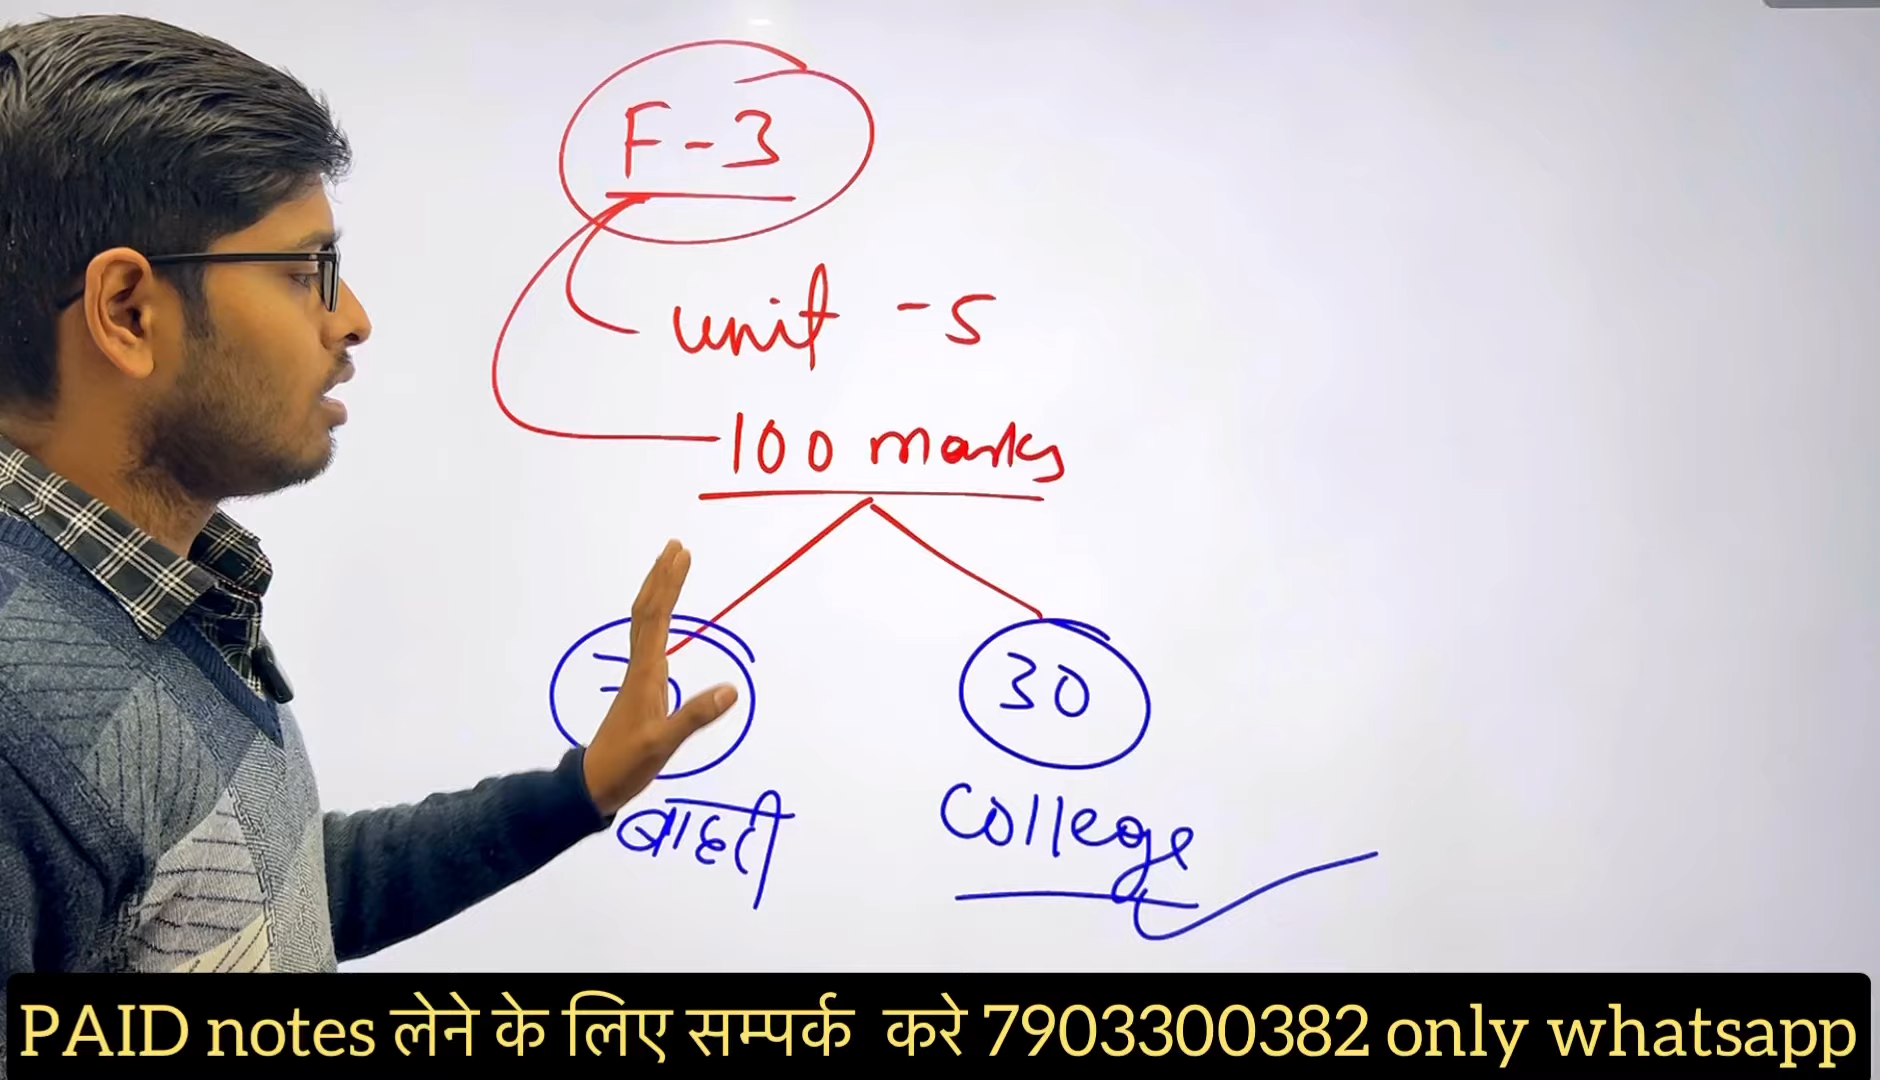 F-3
unit -5
100 marks
30
बाहरी
college
PAID notes लेने के लिए सम्पर्क करे 7903300382 only whatsapp